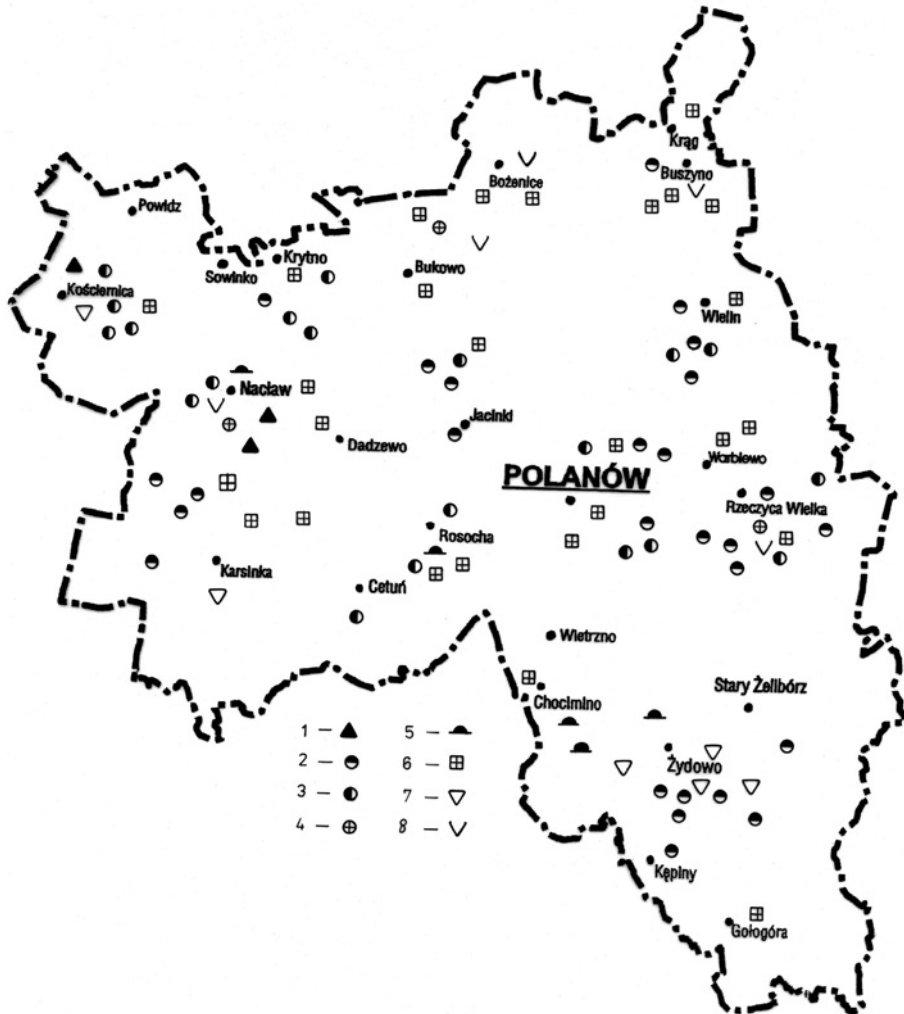 Krąg
Buszyno
Bożenice
Powidz
Krytno
Sowinko
Bukowo
Kościernica
Wielin
Nacław
Jacinki
Dadzewo
Warblewo
POLANÓW
Rzeczyca Wielka
Rosocha
Karsinka
Cetuń
Wietrzno
Stary Żelibórz
Chocimino
Żydowo
1 –
5 –
2 –
6 –
3 –
7 –
4 –
8 –
Kępiny
Gołogóra